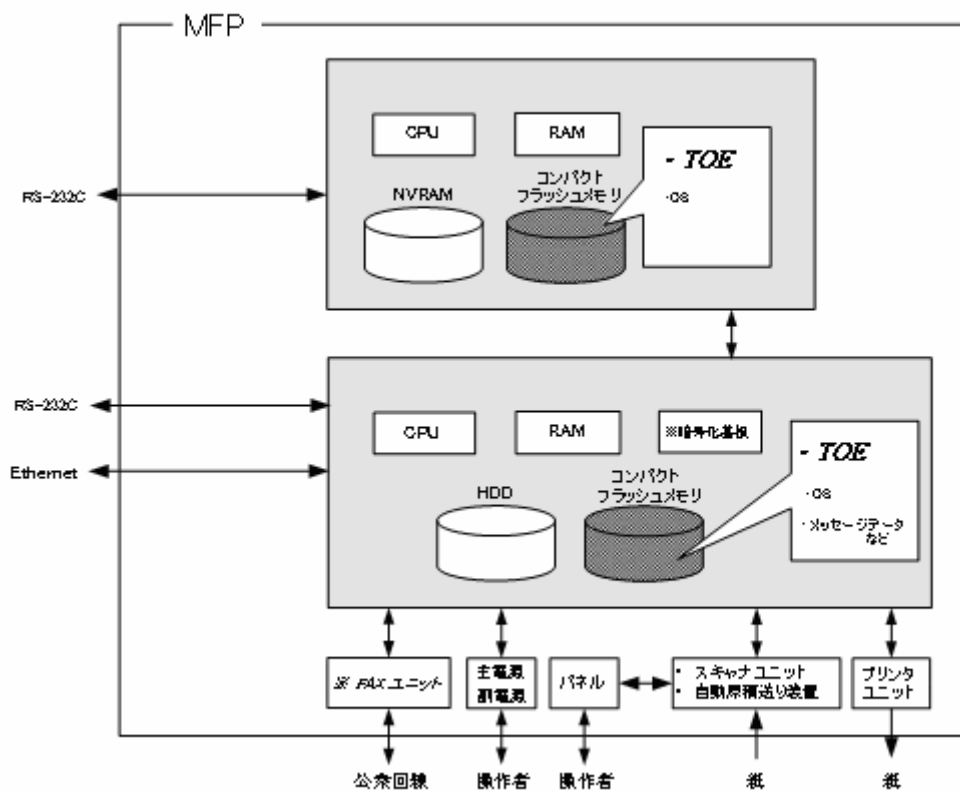 MFP
CPU
RAM
- TOE
・OS
RS-232C
NVRAM
コンパクト
フラッシュメモリ
RS-232C
CPU
RAM
※暗号化基板
- TOE
・OS
・メッセージデータ
など
Ethernet
HDD
コンパクト
フラッシュメモリ
※ FAX ユニット
主電源
副電源
パネル
・ スキャナユニット
・ 自動原稿送り装置
プリンタ
ユニット
公衆回線
操作者
操作者
紙
紙